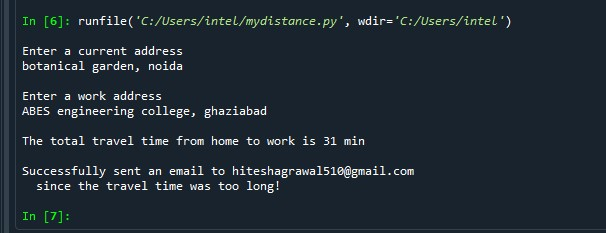 In [6]: runfile('C:/Users/intel/mydistance.py', wdir='C:/Users/intel')
Enter a current address
botanical garden, noida
Enter a work address
ABES engineering college, ghaziabad
The total travel time from home to work is 31 min
Successfully sent an email to hiteshagrawal510@gmail.com
since the travel time was too long!
In [7]: